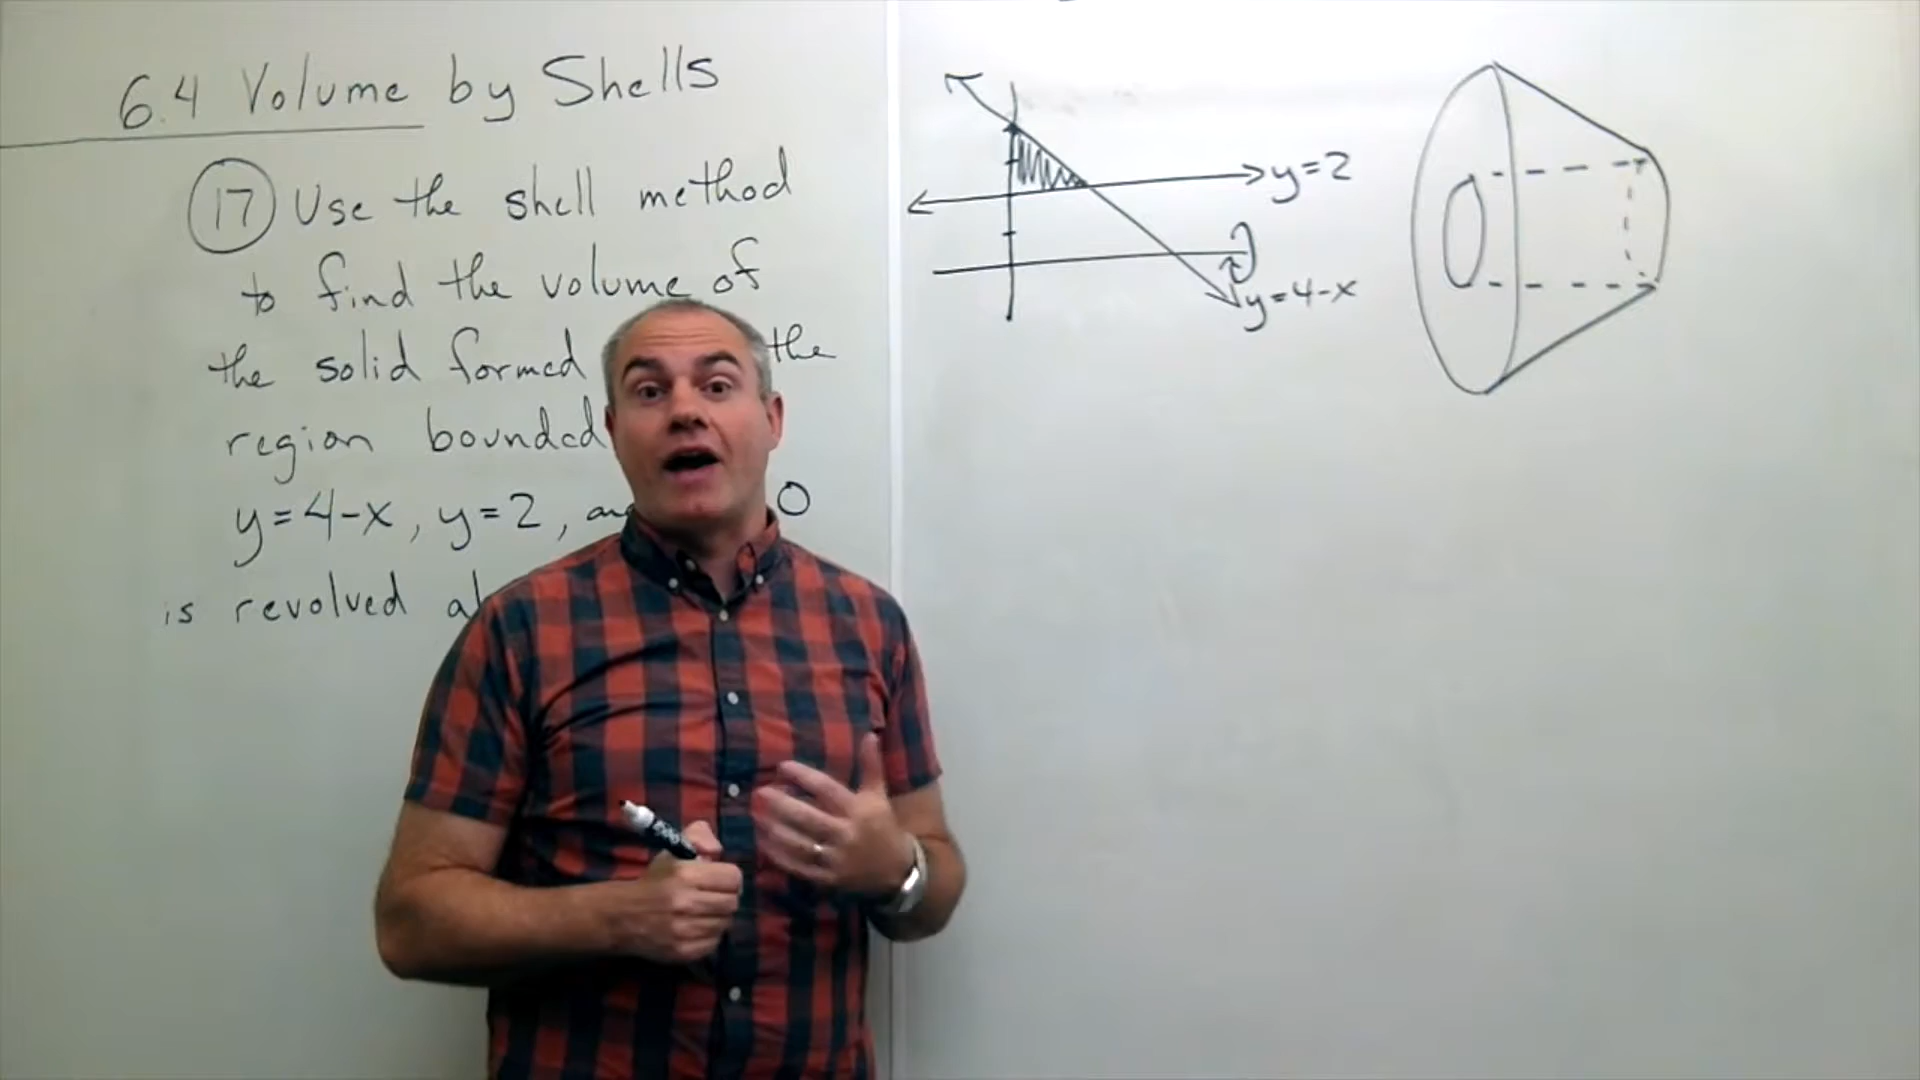 6.4 Volume by Shells
17 Use the shell method
to find the volume of
the solid formed the
region bounded
y=4-x, y=2, 0
is revolved
y=2
y=4-x